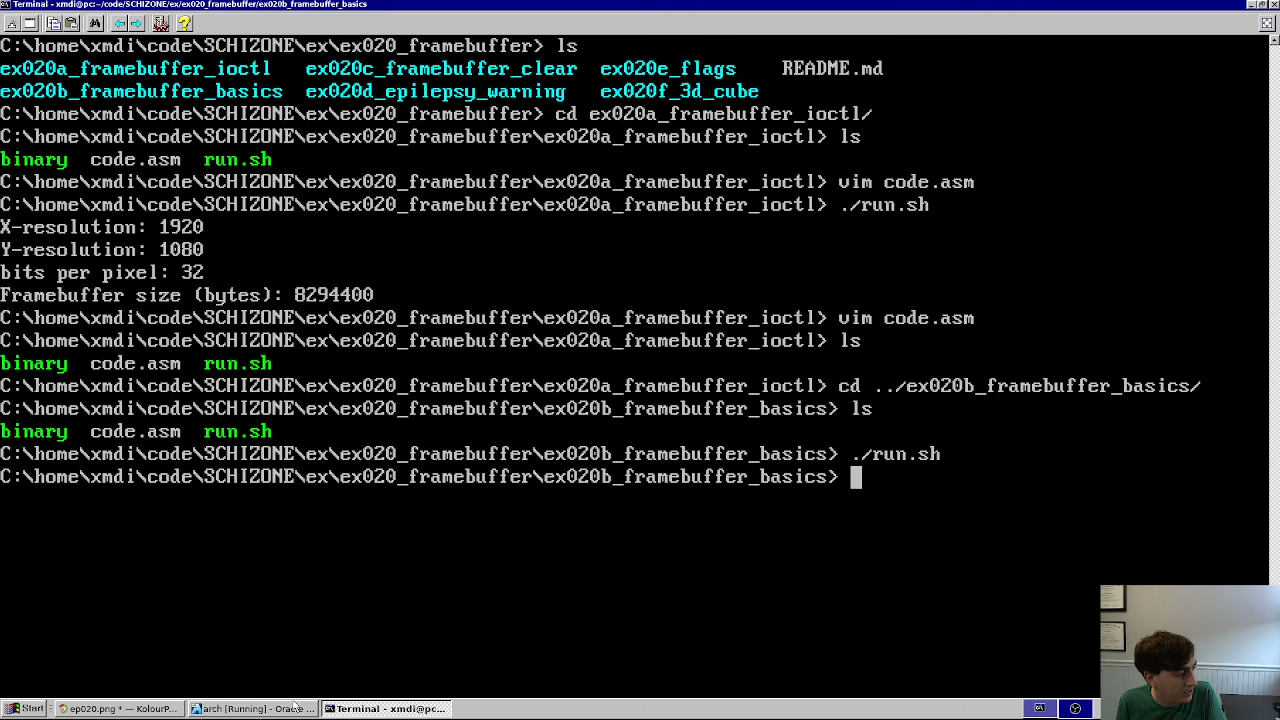 Terminal - xmdi@pc:~/code/SCHIZONE/ex/ex020_framebuffer/ex020b_framebuffer_basics
C:\home\xmdi\code\SCHIZONE\ex\ex020_framebuffer> ls
ex020a_framebuffer_ioctl ex020c_framebuffer_clear ex020e_flags README.md
ex020b_framebuffer_basics ex020d_epilepsy_warning ex020f_3d_cube
C:\home\xmdi\code\SCHIZONE\ex\ex020_framebuffer> cd ex020a_framebuffer_ioctl/
C:\home\xmdi\code\SCHIZONE\ex\ex020_framebuffer\ex020a_framebuffer_ioctl> ls
binary code.asm run.sh
C:\home\xmdi\code\SCHIZONE\ex\ex020_framebuffer\ex020a_framebuffer_ioctl> vim code.asm
C:\home\xmdi\code\SCHIZONE\ex\ex020_framebuffer\ex020a_framebuffer_ioctl> ./run.sh
X-resolution: 1920
Y-resolution: 1080
bits per pixel: 32
Framebuffer size (bytes): 8294400
C:\home\xmdi\code\SCHIZONE\ex\ex020_framebuffer\ex020a_framebuffer_ioctl> vim code.asm
C:\home\xmdi\code\SCHIZONE\ex\ex020_framebuffer\ex020a_framebuffer_ioctl> ls
binary code.asm run.sh
C:\home\xmdi\code\SCHIZONE\ex\ex020_framebuffer\ex020a_framebuffer_ioctl> cd ../ex020b_framebuffer_basics/
C:\home\xmdi\code\SCHIZONE\ex\ex020_framebuffer\ex020b_framebuffer_basics> ls
binary code.asm run.sh
C:\home\xmdi\code\SCHIZONE\ex\ex020_framebuffer\ex020b_framebuffer_basics> ./run.sh
C:\home\xmdi\code\SCHIZONE\ex\ex020_framebuffer\ex020b_framebuffer_basics>
Start ep020.png * — KolourP... arch [Running] - Oracle ... Terminal - xmdi@pc...